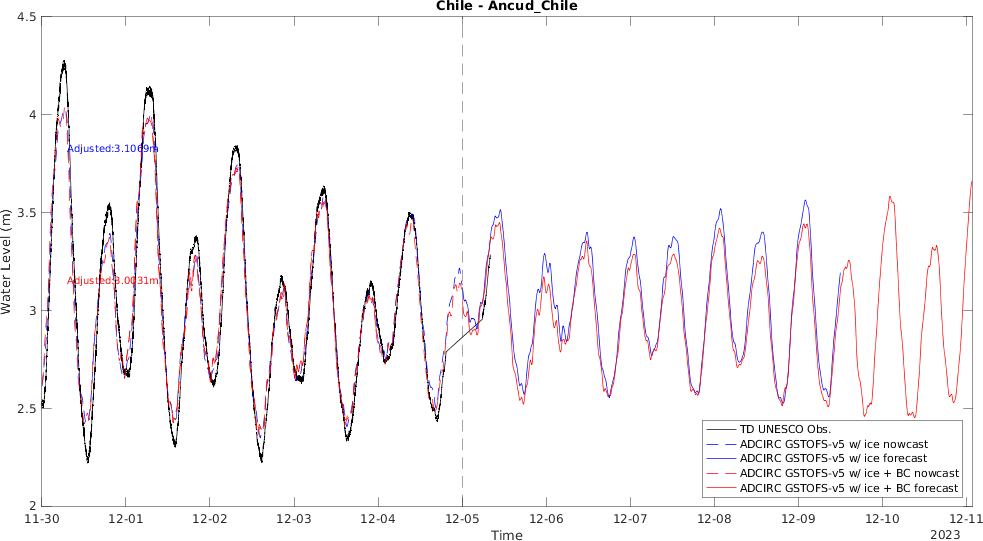 Chile - Ancud_Chile
4.5
4
3.5
3
2.5
2
Water Level (m)
Adjusted:3.1069m
Adjusted:3.0031m
TD UNESCO Obs.
ADCIRC GSTOFS-v5 w/ ice nowcast
ADCIRC GSTOFS-v5 w/ ice forecast
ADCIRC GSTOFS-v5 w/ ice + BC nowcast
ADCIRC GSTOFS-v5 w/ ice + BC forecast
11-30 12-01 12-02 12-03 12-04 12-05 12-06 12-07 12-08 12-09 12-10 12-11
Time
2023